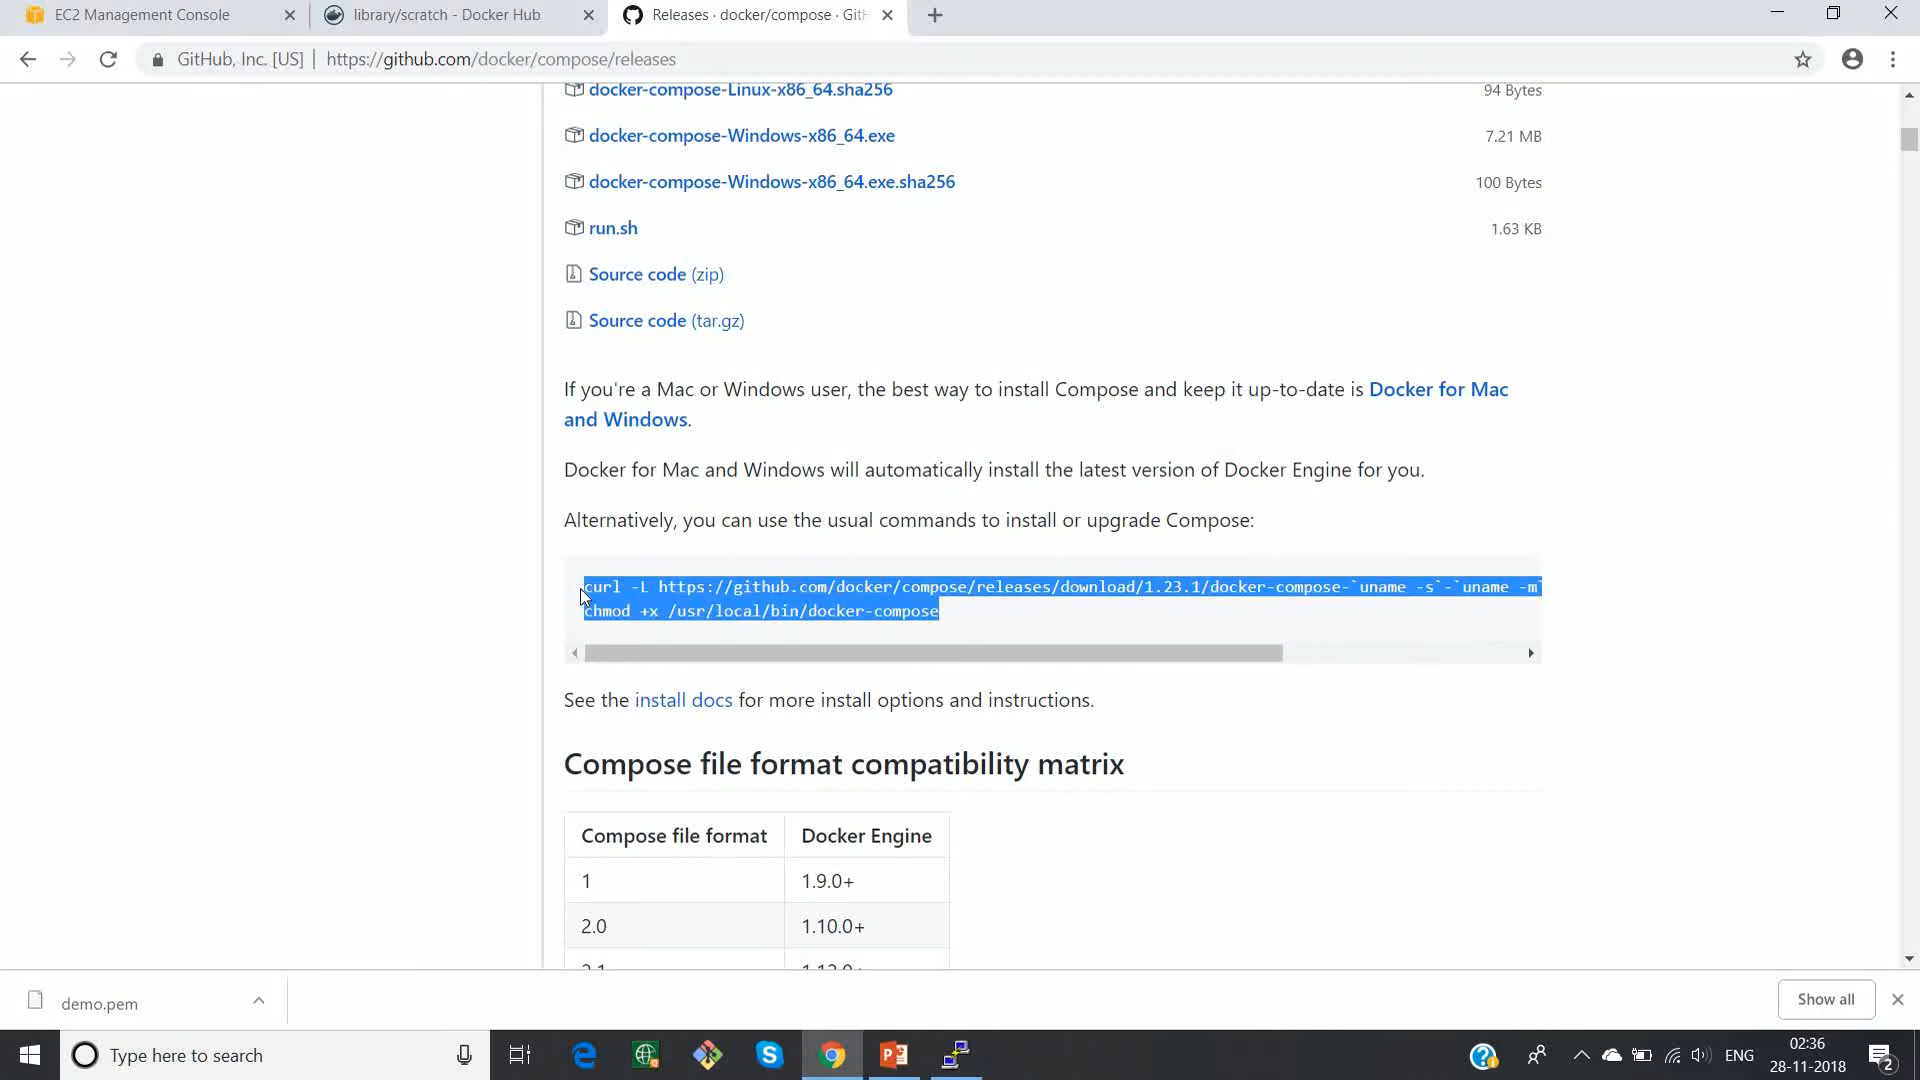 EC2 Management Console
library/scratch - Docker Hub
Releases · docker/compose · GitH
GitHub, Inc. [US] | https://github.com/docker/compose/releases
docker-compose-Linux-x86_64.sha256 94 Bytes
docker-compose-Windows-x86_64.exe 7.21 MB
docker-compose-Windows-x86_64.exe.sha256 100 Bytes
run.sh 1.63 KB
Source code (zip)
Source code (tar.gz)
If you're a Mac or Windows user, the best way to install Compose and keep it up-to-date is Docker for Mac
and Windows.
Docker for Mac and Windows will automatically install the latest version of Docker Engine for you.
Alternatively, you can use the usual commands to install or upgrade Compose:
curl -L https://github.com/docker/compose/releases/download/1.23.1/docker-compose-`uname -s`-`uname -m`
chmod +x /usr/local/bin/docker-compose
See the install docs for more install options and instructions.
Compose file format compatibility matrix
Compose file format Docker Engine
1 1.9.0+
2.0 1.10.0+
2.1 1.12.0+
demo.pem
Show all
Type here to search
ENG
02:36
28-11-2018
2